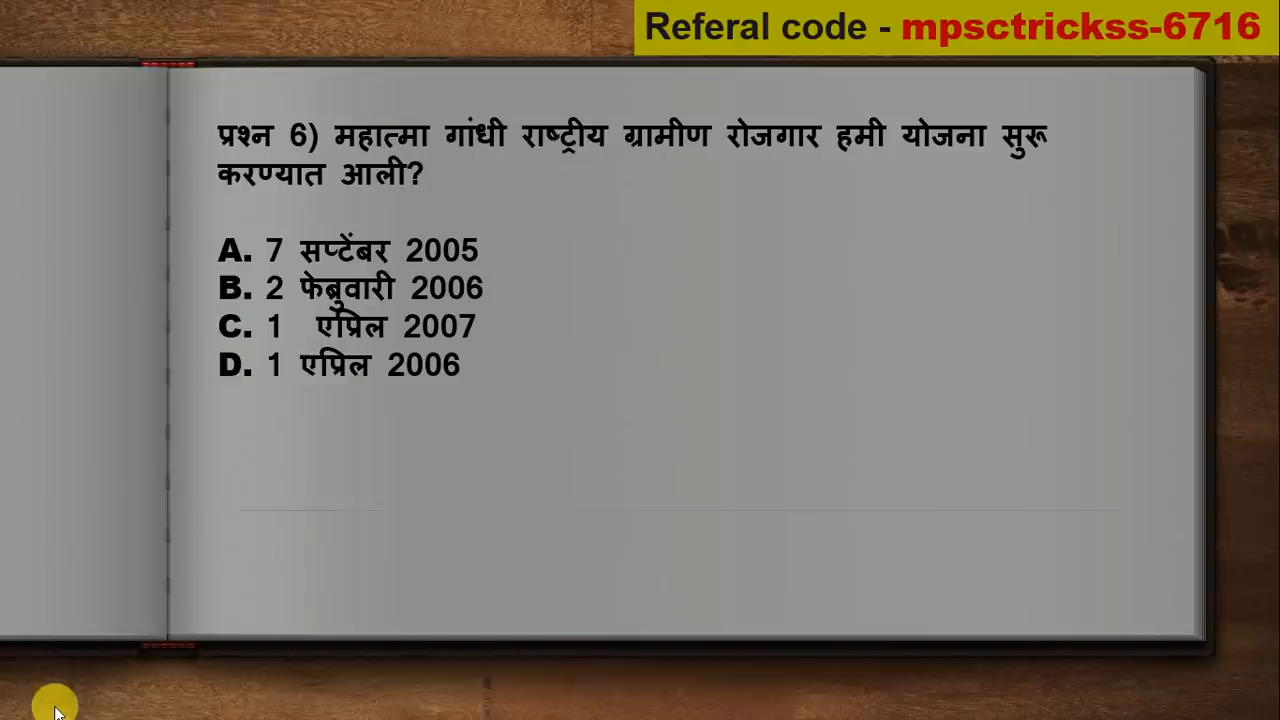 Referal code - mpsctrickss-6716
प्रश्न 6) महात्मा गांधी राष्ट्रीय ग्रामीण रोजगार हमी योजना सुरू
करण्यात आली?
A. 7 सप्टेंबर 2005
B. 2 फेब्रुवारी 2006
C. 1 एप्रिल 2007
D. 1 एप्रिल 2006